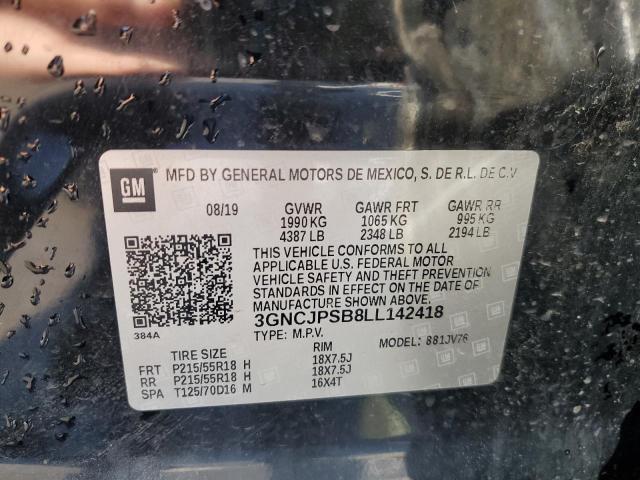 GM MFD BY GENERAL MOTORS DE MEXICO, S. DE R.L. DE C.V
08/19 GVWR GAWR FRT GAWR RR
1990 KG 1065 KG 995 KG
4387 LB 2348 LB 2194 LB
THIS VEHICLE CONFORMS TO ALL
APPLICABLE U.S. FEDERAL MOTOR
VEHICLE SAFETY AND THEFT PREVENTION
STANDARDS IN EFFECT ON THE DATE OF
MANUFACTURE SHOWN ABOVE.
3GNCJPSB8LL142418
384A
TYPE: M.P.V. MODEL: 881JV76
TIRE SIZE RIM
FRT P215/55R18 H 18X7.5J
RR P215/55R18 H 18X7.5J
SPA T125/70D16 M 16X4T